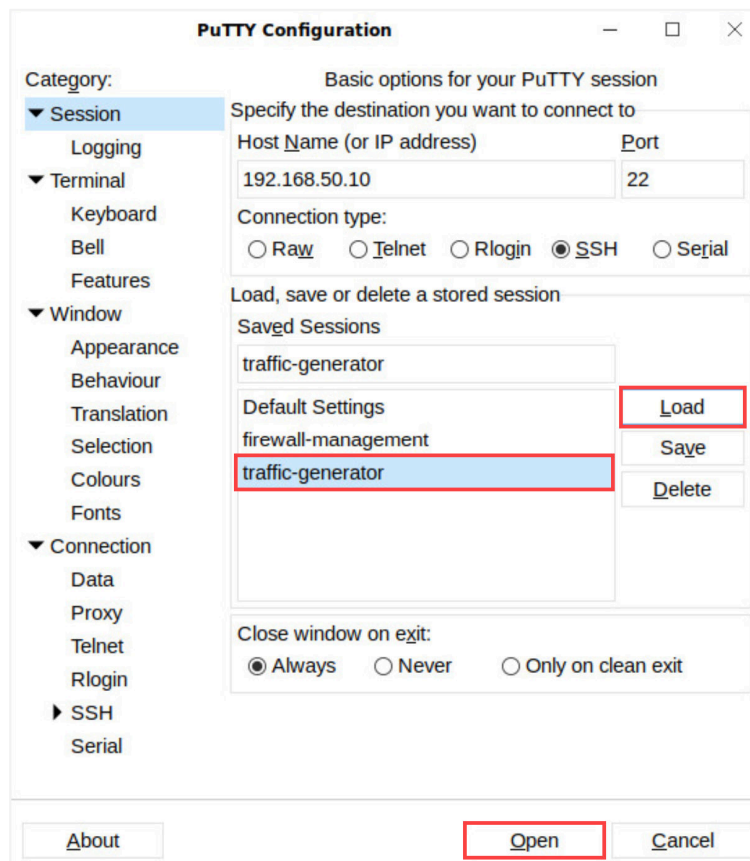 PuTTY Configuration
Category:
Session
Logging
Terminal
Keyboard
Bell
Features
Window
Appearance
Behaviour
Translation
Selection
Colours
Fonts
Connection
Data
Proxy
Telnet
Rlogin
SSH
Serial
Basic options for your PuTTY session
Specify the destination you want to connect to
Host Name (or IP address) Port
192.168.50.10 22
Connection type:
Raw Telnet Rlogin SSH Serial
Load, save or delete a stored session
Saved Sessions
traffic-generator
Default Settings
firewall-management
traffic-generator
Load
Save
Delete
Close window on exit:
Always Never Only on clean exit
About Open Cancel